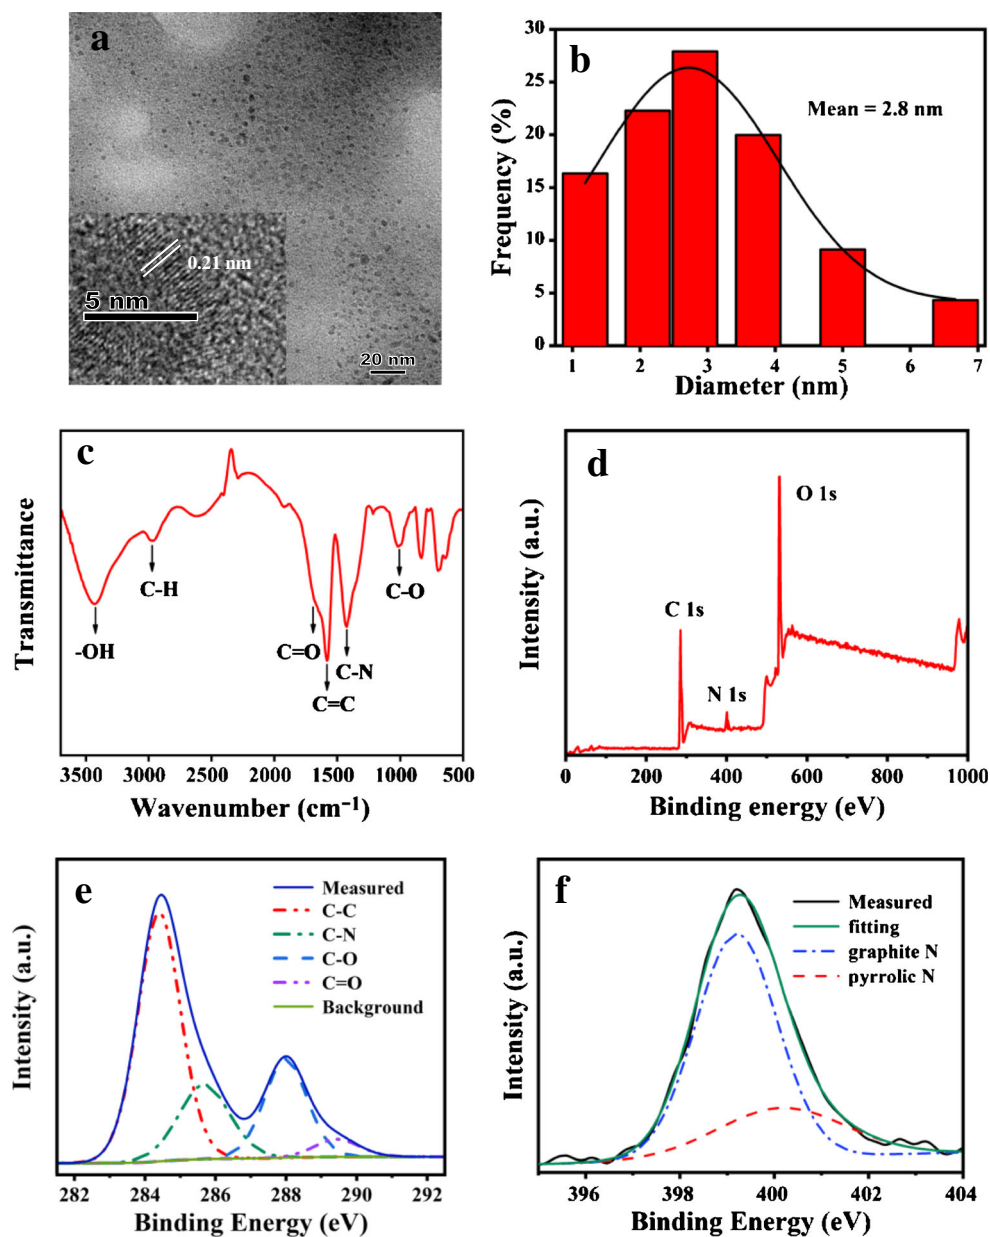 a
0.21 nm
5 nm
20 nm
b
Mean = 2.8 nm
Frequency (%)
30
25
20
15
10
5
0
1 2 3 4 5 6 7
Diameter (nm)
c
C-H
-OH
C=O
C-N
C=C
C-O
Transmittance
3500 3000 2500 2000 1500 1000 500
Wavenumber (cm⁻¹)
d
O 1s
C 1s
N 1s
Intensity (a.u.)
0 200 400 600 800 1000
Binding energy (eV)
e
Measured
C-C
C-N
C-O
C=O
Background
Intensity (a.u.)
282 284 286 288 290 292
Binding Energy (eV)
f
Measured
fitting
graphite N
pyrrolic N
Intensity (a.u.)
396 398 400 402 404
Binding Energy (eV)